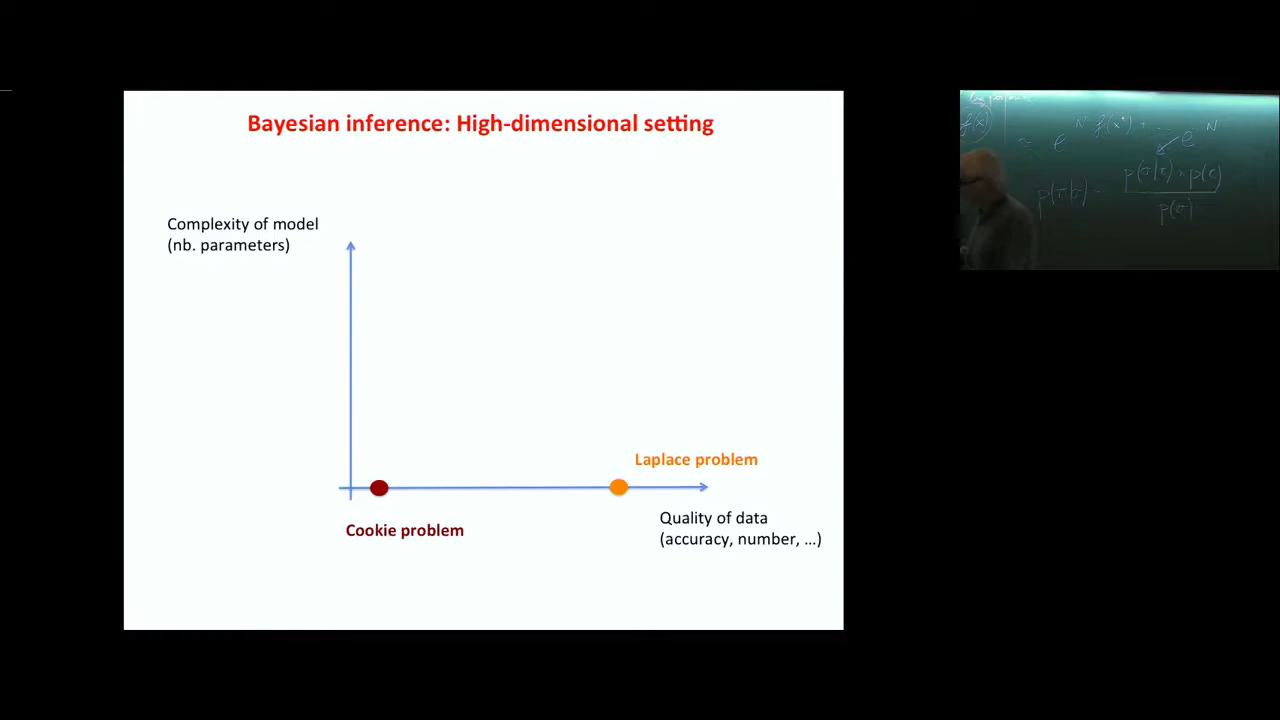 Bayesian inference: High-dimensional setting
Complexity of model
(nb. parameters)
Laplace problem
Cookie problem
Quality of data
(accuracy, number, ...)